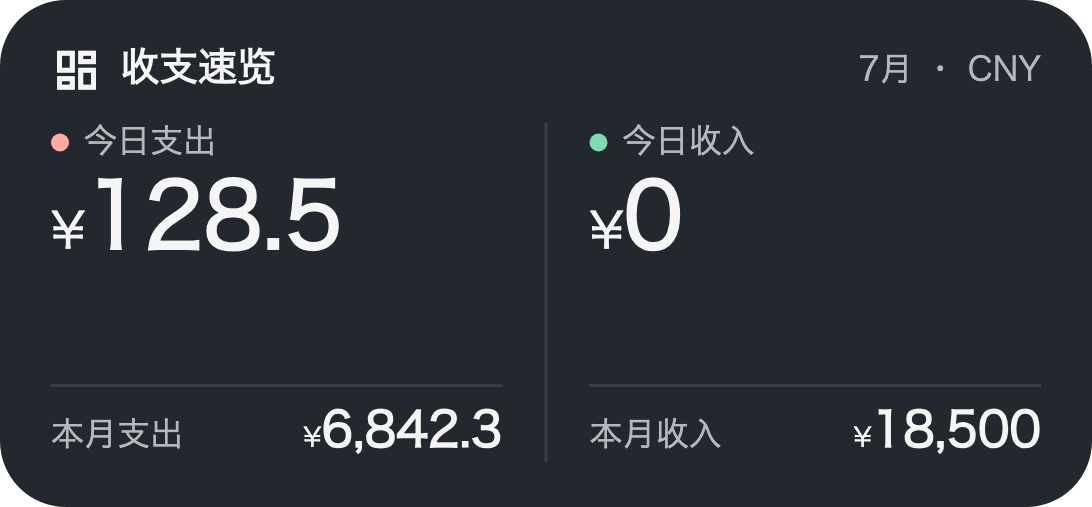 收支速览
7月 · CNY
今日支出
¥128.5
今日收入
¥0
本月支出 ¥6,842.3
本月收入 ¥18,500